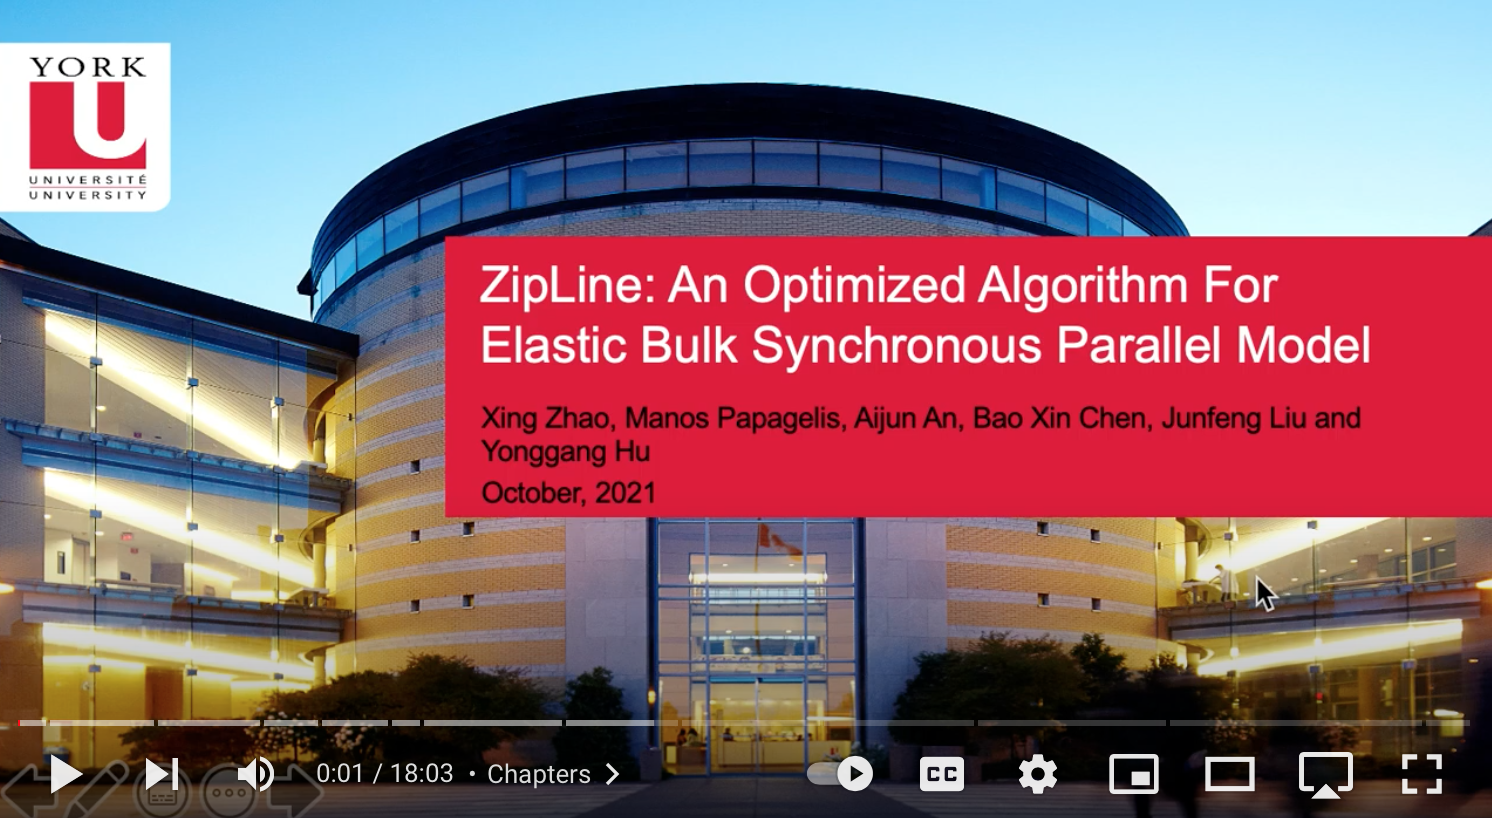 YORK
U
UNIVERSITÉ
UNIVERSITY
ZipLine: An Optimized Algorithm For
Elastic Bulk Synchronous Parallel Model
Xing Zhao, Manos Papagelis, Aijun An, Bao Xin Chen, Junfeng Liu and
Yonggang Hu
October, 2021
0:01 / 18:03 • Chapters
CC